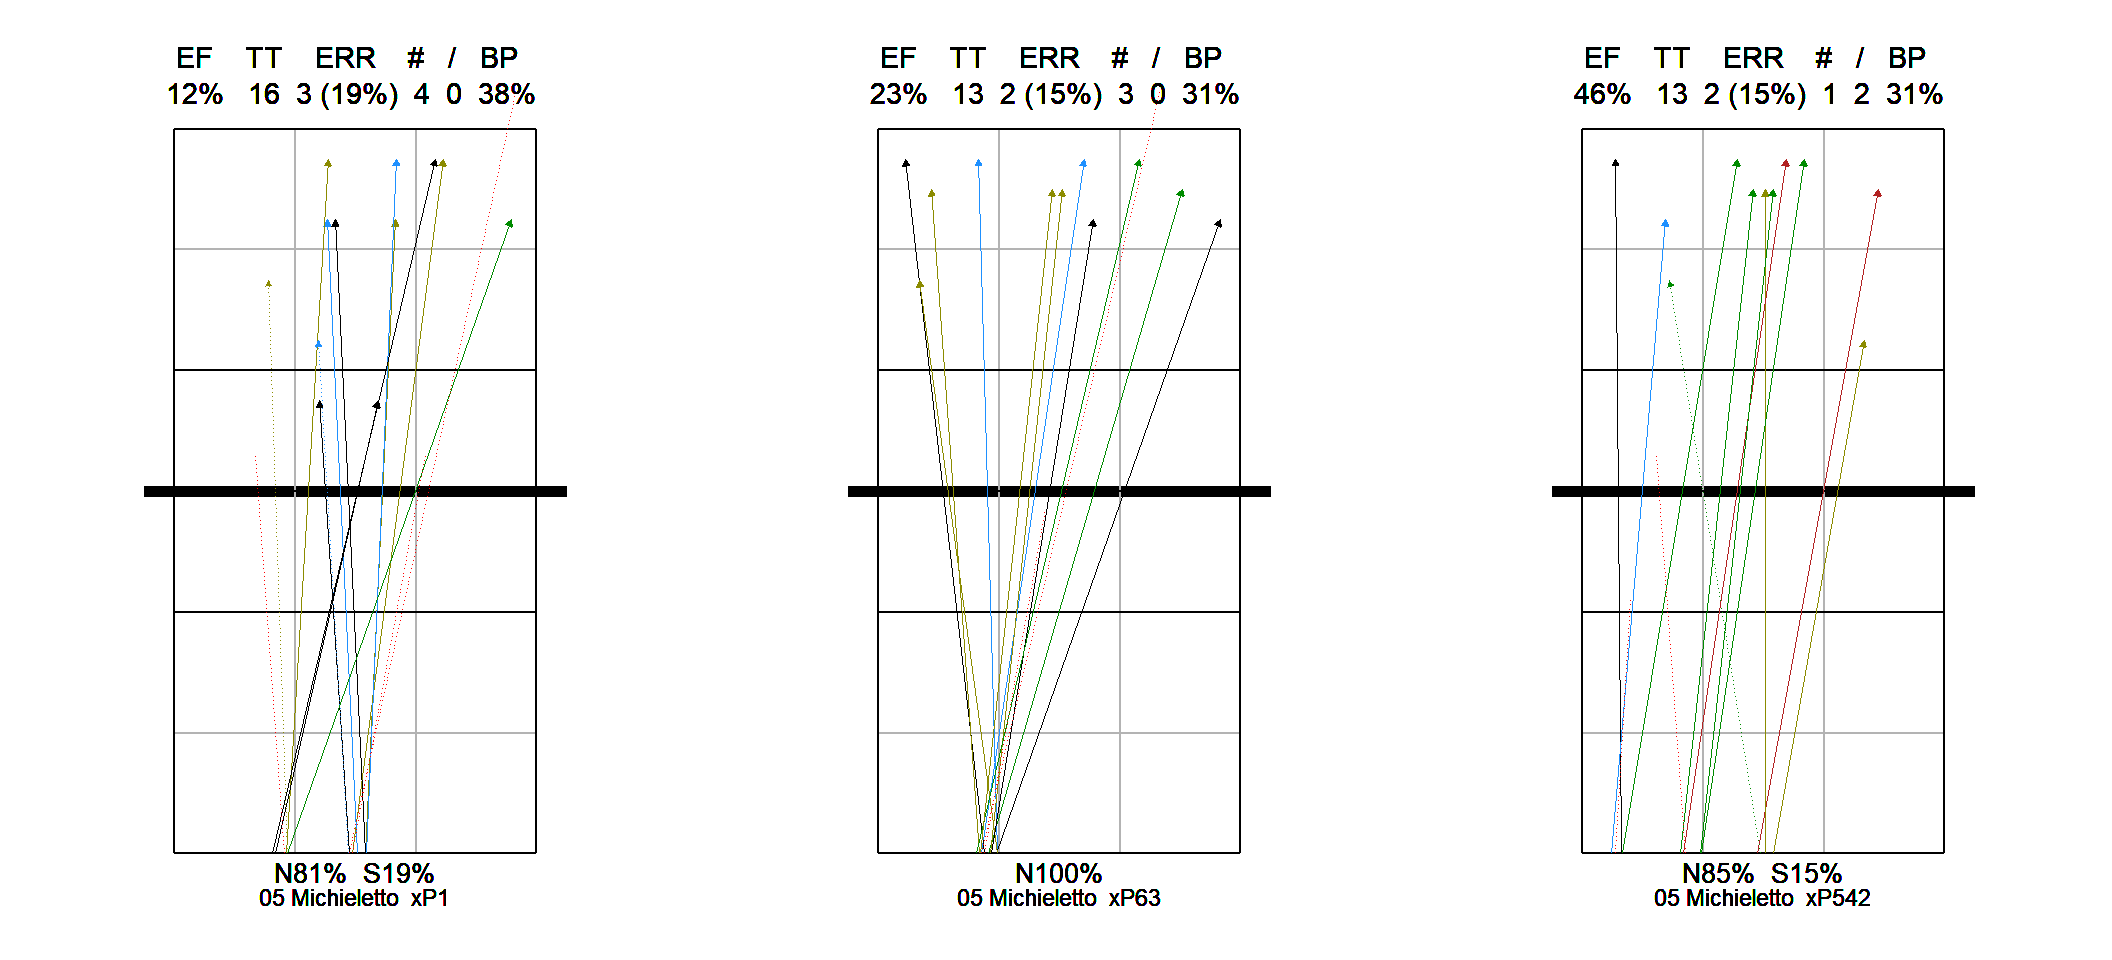 EF TT ERR # / BP
12% 16 3 (19%) 4 0 38%
N81% S19%
05 Michieletto xP1
EF TT ERR # / BP
23% 13 2 (15%) 3 0 31%
N100%
05 Michieletto xP63
EF TT ERR # / BP
46% 13 2 (15%) 1 2 31%
N85% S15%
05 Michieletto xP542